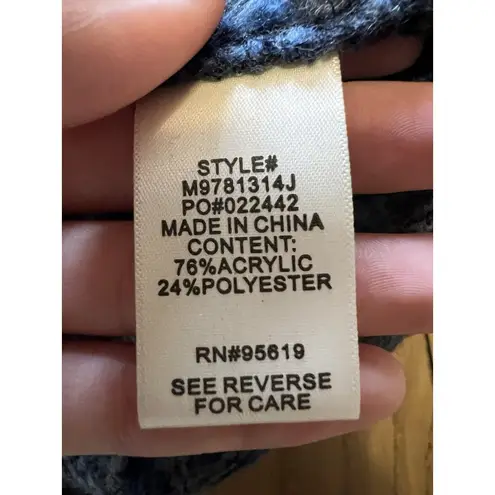 STYLE#
M9781314J
PO#022442
MADE IN CHINA
CONTENT:
76%ACRYLIC
24%POLYESTER
RN#95619
SEE REVERSE
FOR CARE